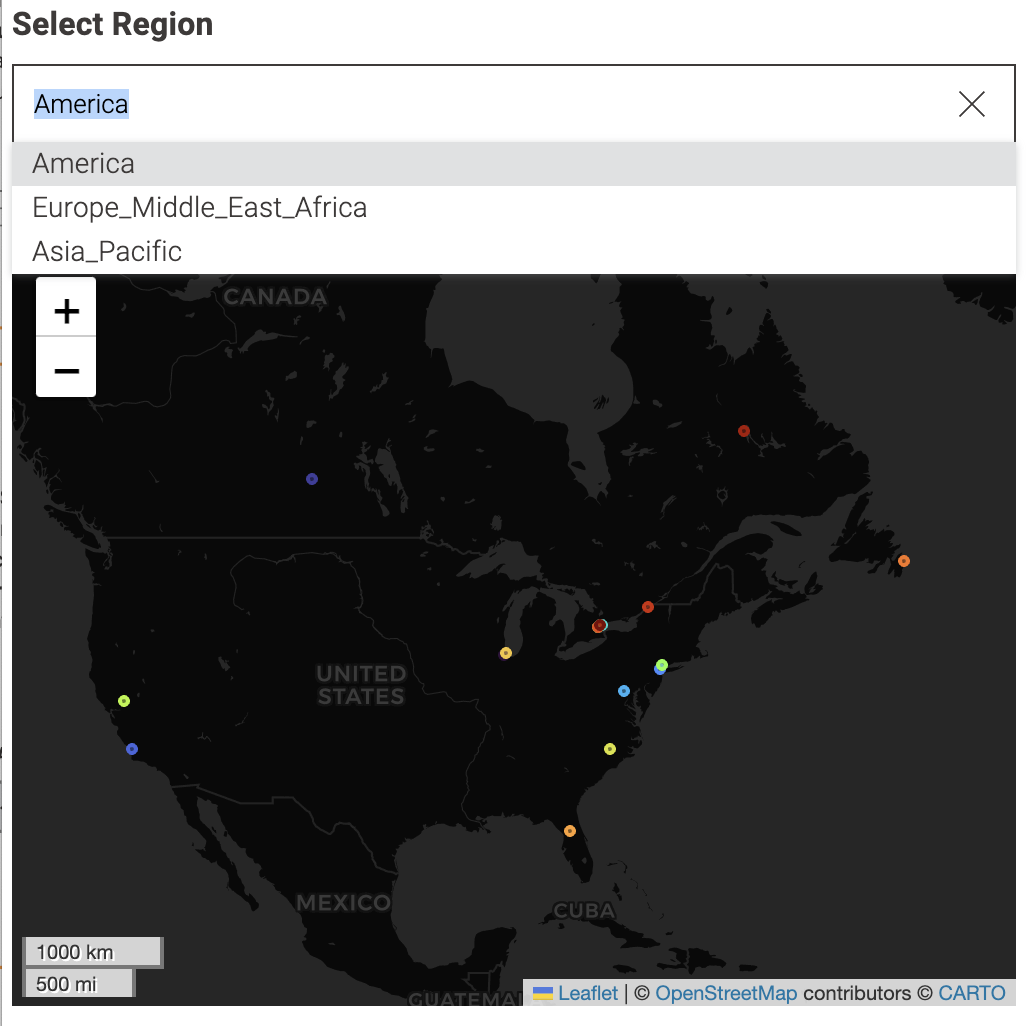 Select Region
America
America
Europe_Middle_East_Africa
Asia_Pacific
+
−
CANADA
UNITED
STATES
MEXICO
CUBA
1000 km
500 mi
GUATEMA
Leaflet | © OpenStreetMap contributors © CARTO